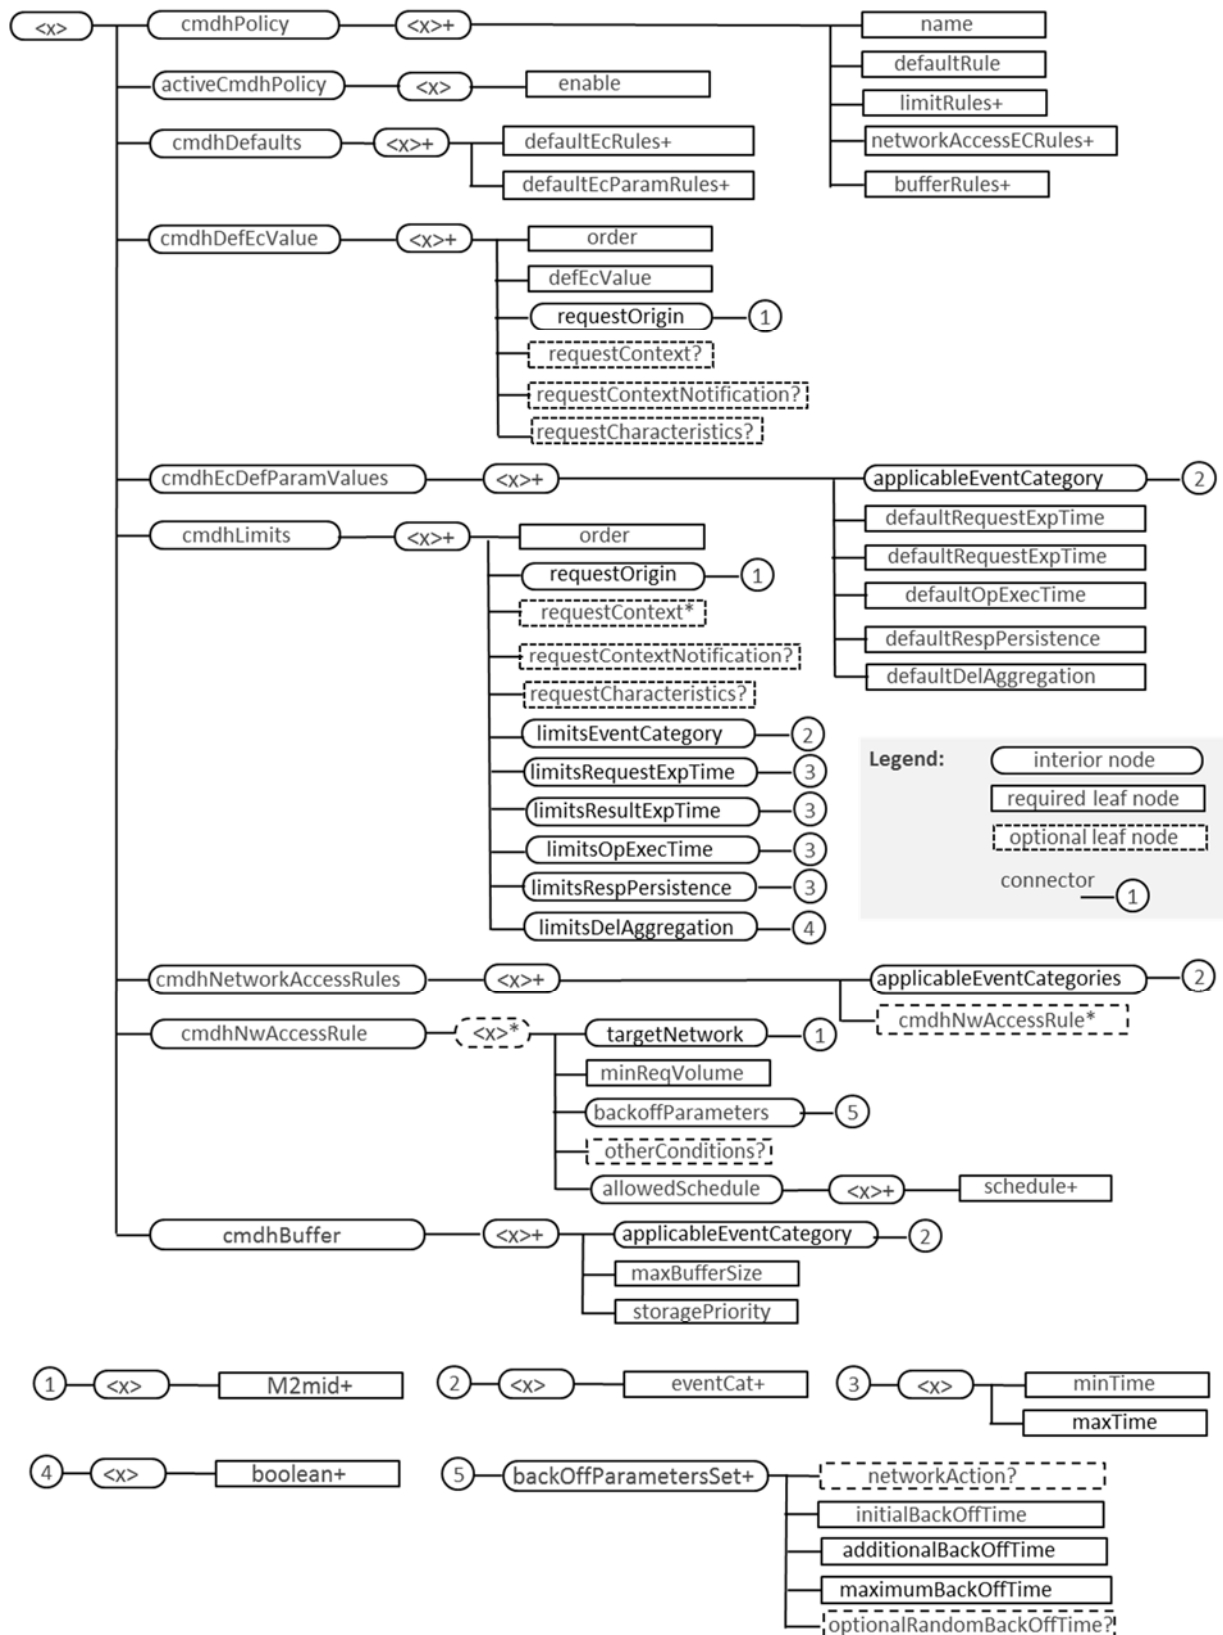 <x> cmdhPolicy <x>+ name
defaultRule
activeCmdhPolicy <x> enable
limitRules+
cmdhDefaults <x>+ defaultEcRules+ networkAccessECRules+
defaultEcParamRules+ bufferRules+
cmdhDefEcValue <x>+ order
defEcValue
requestOrigin 1
requestContext?
requestContextNotification?
requestCharacteristics?
cmdhEcDefParamValues <x>+ applicableEventCategory 2
defaultRequestExpTime
cmdhLimits <x>+ order
defaultRequestExpTime
requestOrigin 1
defaultOpExecTime
requestContext*
defaultRespPersistence
requestContextNotification?
defaultDelAggregation
requestCharacteristics?
limitsEventCategory 2
limitsRequestExpTime 3
limitsResultExpTime 3
limitsOpExecTime 3
limitsRespPersistence 3
limitsDelAggregation 4
Legend: interior node
required leaf node
optional leaf node
connector
1
cmdhNetworkAccessRules <x>+ applicableEventCategories 2
cmdhNwAccessRule*
cmdhNwAccessRule <x>* targetNetwork 1
minReqVolume
backoffParameters 5
otherConditions?
allowedSchedule <x>+ schedule+
cmdhBuffer <x>+ applicableEventCategory 2
maxBufferSize
storagePriority
1 <x> M2mid+ 2 <x> eventCat+ 3 <x> minTime
maxTime
4 <x> boolean+ 5 backOffParametersSet+ networkAction?
initialBackOffTime
additionalBackOffTime
maximumBackOffTime
optionalRandomBackOffTime?